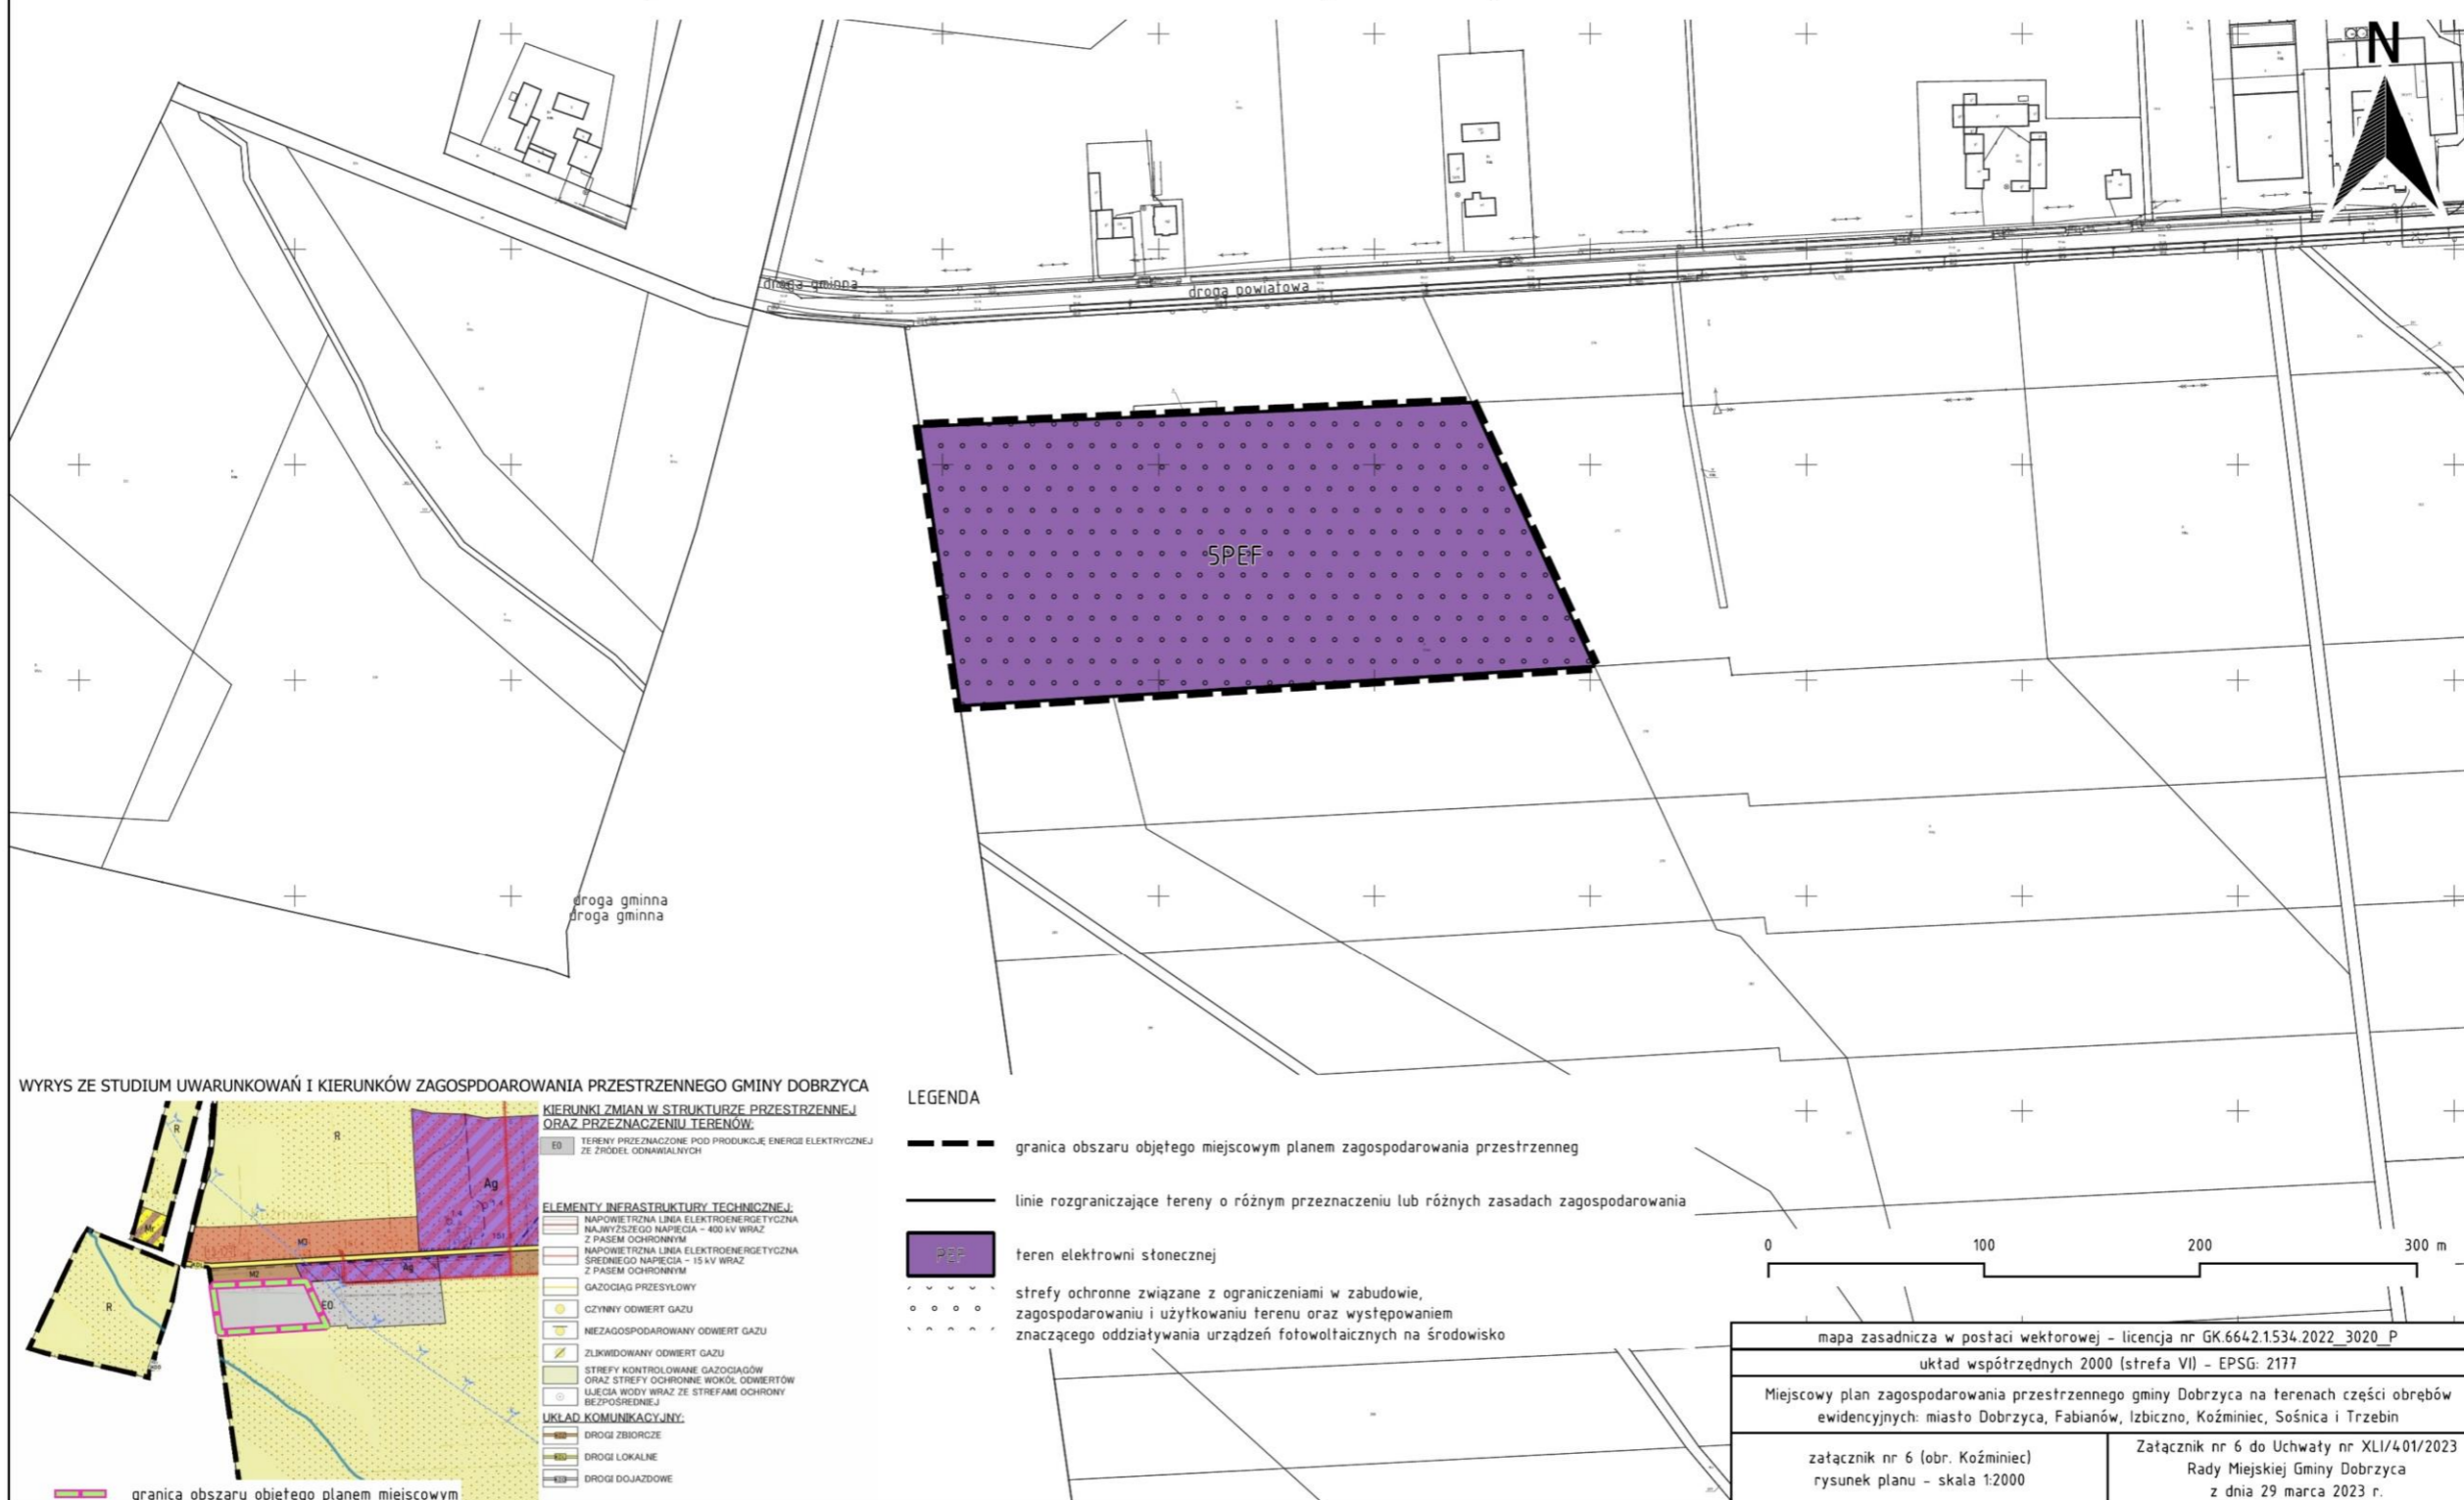 N
droga gminna
droga powiatowa
5PEF
droga gminna
droga gminna
WYRYS ZE STUDIUM UWARUNKOWAŃ I KIERUNKÓW ZAGOSPDOAROWANIA PRZESTRZENNEGO GMINY DOBRZYCA
R
R
Ag
M3
M2
Ag
EO
R
KIERUNKI ZMIAN W STRUKTURZE PRZESTRZENNEJ
ORAZ PRZEZNACZENIU TERENÓW:
EO
TERENY PRZEZNACZONE POD PRODUKCJĘ ENERGII ELEKTRYCZNEJ
ZE ŹRÓDEŁ ODNAWIALNYCH
ELEMENTY INFRASTRUKTURY TECHNICZNEJ:
NAPOWIETRZNA LINIA ELEKTROENERGETYCZNA
NAJWYŻSZEGO NAPIĘCIA – 400 kV WRAZ
Z PASEM OCHRONNYM
NAPOWIETRZNA LINIA ELEKTROENERGETYCZNA
ŚREDNIEGO NAPIĘCIA – 15 kV WRAZ
Z PASEM OCHRONNYM
GAZOCIĄG PRZESYŁOWY
CZYNNY ODWIERT GAZU
NIEZAGOSPODAROWANY ODWIERT GAZU
ZLIKWIDOWANY ODWIERT GAZU
STREFY KONTROLOWANE GAZOCIĄGÓW
ORAZ STREFY OCHRONNE WOKÓŁ ODWIERTÓW
UJĘCIA WODY WRAZ ZE STREFAMI OCHRONY
BEZPOŚREDNIEJ
UKŁAD KOMUNIKACYJNY:
DROGI ZBIORCZE
DROGI LOKALNE
DROGI DOJAZDOWE
granica obszaru objętego planem miejscowym
LEGENDA
granica obszaru objętego miejscowym planem zagospodarowania przestrzenneg
linie rozgraniczające tereny o różnym przeznaczeniu lub różnych zasadach zagospodarowania
PEF
teren elektrowni słonecznej
strefy ochronne związane z ograniczeniami w zabudowie,
zagospodarowaniu i użytkowaniu terenu oraz występowaniem
znaczącego oddziaływania urządzeń fotowoltaicznych na środowisko
0 100 200 300 m
mapa zasadnicza w postaci wektorowej – licencja nr GK.6642.1.534.2022_3020_P
układ współrzędnych 2000 (strefa VI) – EPSG: 2177
Miejscowy plan zagospodarowania przestrzennego gminy Dobrzyca na terenach części obrębów
ewidencyjnych: miasto Dobrzyca, Fabianów, Izbiczno, Koźminiec, Sośnica i Trzebin
załącznik nr 6 (obr. Koźminiec)
rysunek planu – skala 1:2000
Załącznik nr 6 do Uchwały nr XLI/401/2023
Rady Miejskiej Gminy Dobrzyca
z dnia 29 marca 2023 r.